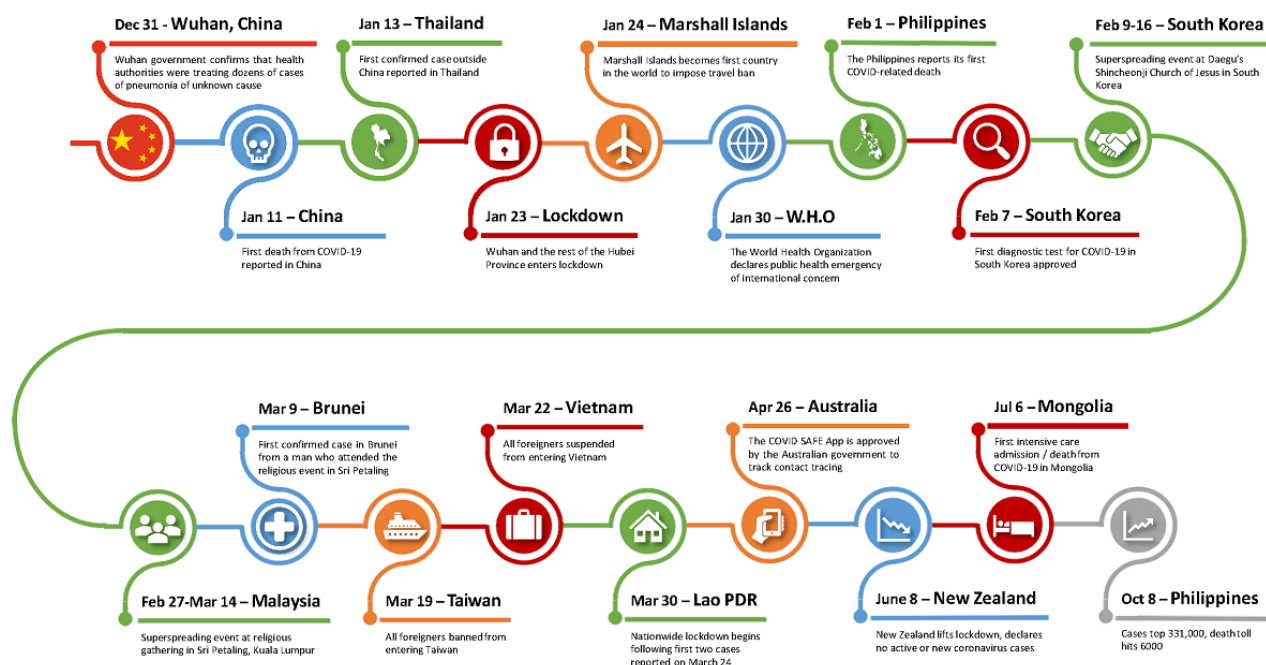 Dec 31 - Wuhan, China
Wuhan government confirms that health
authorities were treating dozens of cases
of pneumonia of unknown cause
Jan 13 – Thailand
First confirmed case outside
China reported in Thailand
Jan 24 – Marshall Islands
Marshall Islands becomes first country
in the world to impose travel ban
Feb 1 – Philippines
The Philippines reports its first
COVID-related death
Feb 9-16 – South Korea
Superspreading event at Daegu's
Shincheonji Church of Jesus in South
Korea
Jan 11 – China
First death from COVID-19
reported in China
Jan 23 – Lockdown
Wuhan and the rest of the Hubei
Province enters lockdown
Jan 30 – W.H.O
The World Health Organization
declares public health emergency
of international concern
Feb 7 – South Korea
First diagnostic test for COVID-19 in
South Korea approved
Mar 9 – Brunei
First confirmed case in Brunei
from a man who attended the
religious event in Sri Petaling
Mar 22 – Vietnam
All foreigners suspended
from entering Vietnam
Apr 26 – Australia
The COVID SAFE App is approved
by the Australian government to
track contact tracing
Jul 6 – Mongolia
First intensive care
admission / death from
COVID-19 in Mongolia
Feb 27-Mar 14 – Malaysia
Superspreading event at religious
gathering in Sri Petaling, Kuala Lumpur
Mar 19 – Taiwan
All foreigners banned from
entering Taiwan
Mar 30 – Lao PDR
Nationwide lockdown begins
following first two cases
reported on March 24
June 8 – New Zealand
New Zealand lifts lockdown, declares
no active or new coronavirus cases
Oct 8 – Philippines
Cases top 331,000, death toll
hits 6000